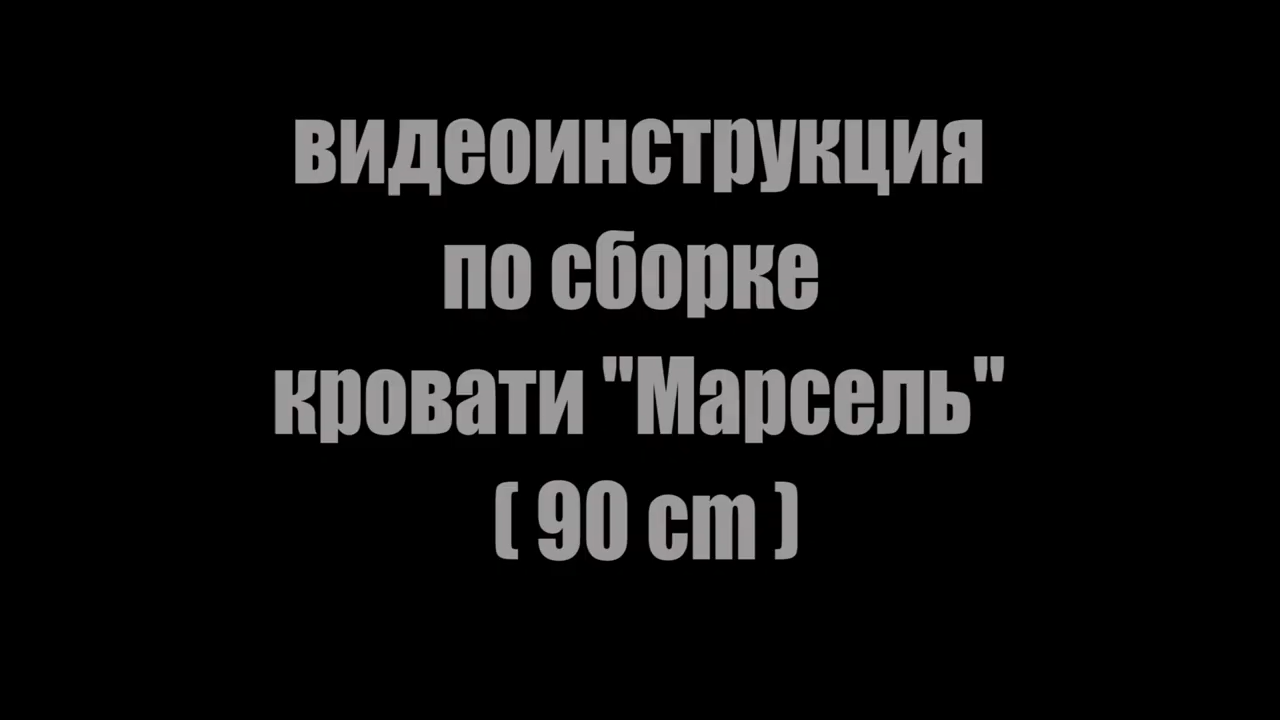 видеоинструкция
по сборке
кровати "Марсель"
( 90 cm )